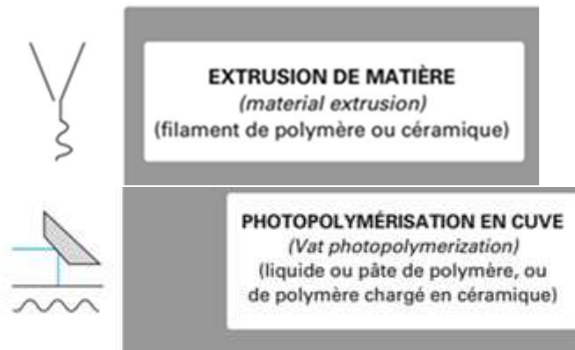 EXTRUSION DE MATIÈRE
(material extrusion)
(filament de polymère ou céramique)
PHOTOPOLYMÉRISATION EN CUVE
(Vat photopolymerization)
(liquide ou pâte de polymère, ou
de polymère chargé en céramique)